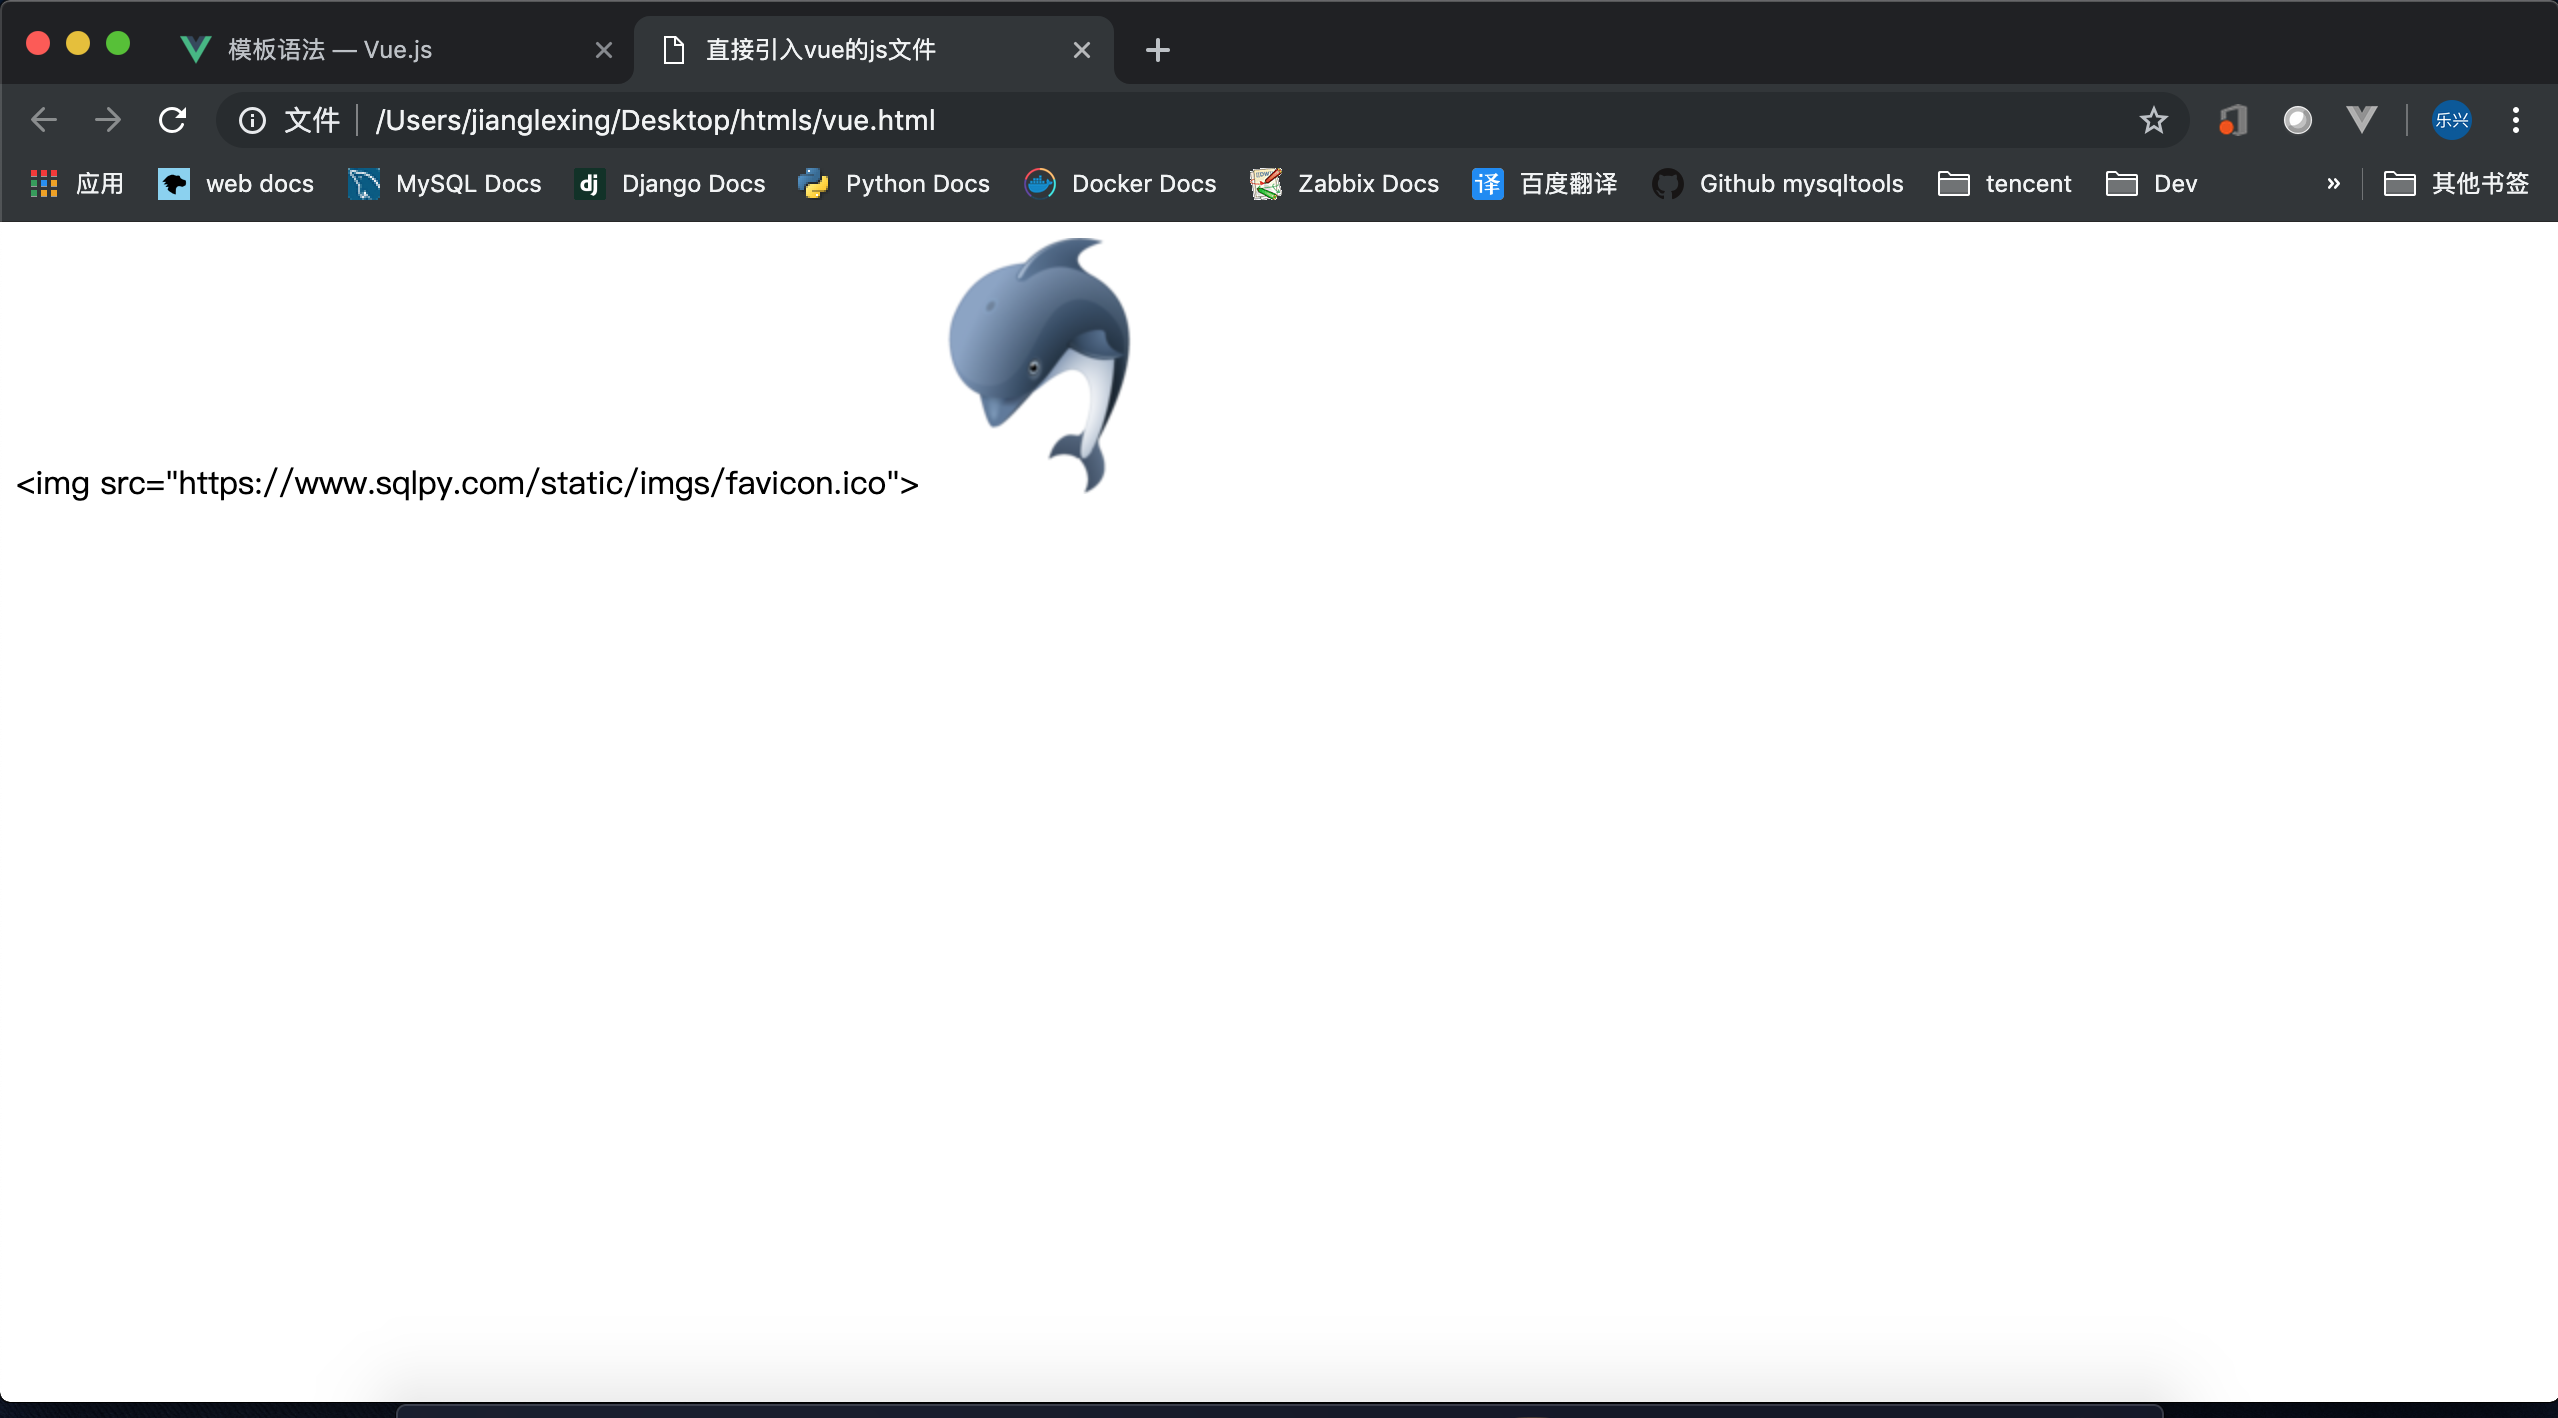 模板语法 — Vue.js
直接引入vue的js文件
文件 /Users/jianglexing/Desktop/htmls/vue.html
乐兴
应用 web docs MySQL Docs dj Django Docs Python Docs Docker Docs Zabbix Docs 译 百度翻译 Github mysqltools tencent Dev » 其他书签
<img src="https://www.sqlpy.com/static/imgs/favicon.ico">